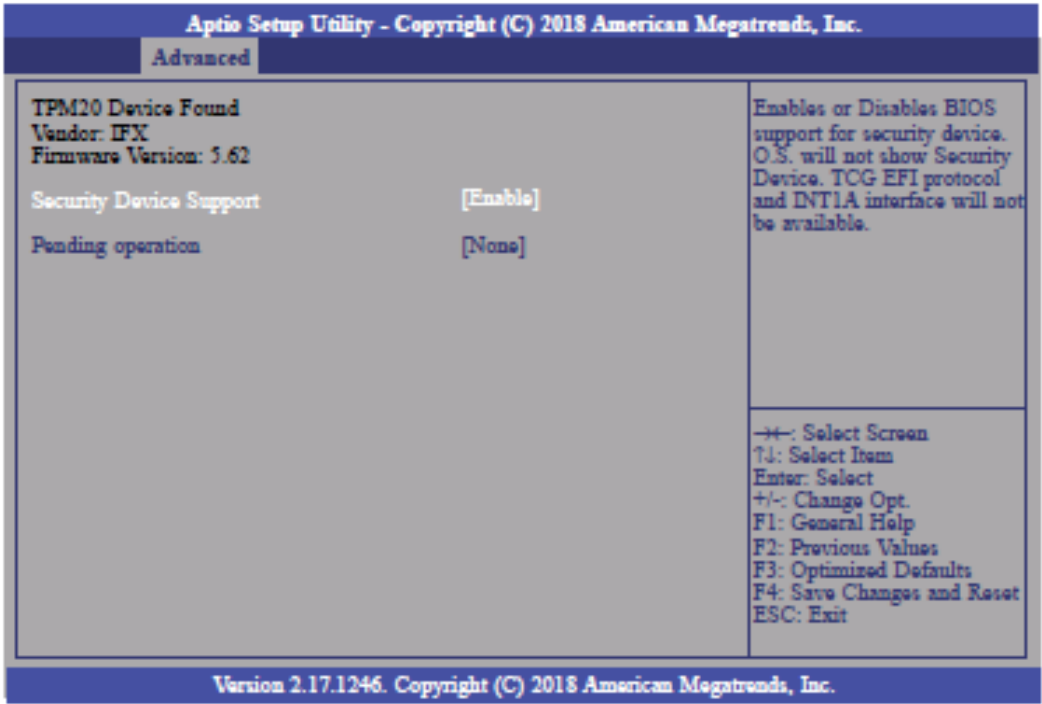 Aptio Setup Utility - Copyright (C) 2018 American Megatrends, Inc.
Advanced
TPM20 Device Found
Vendor: IFX
Firmware Version: 5.62
Security Device Support [Enable]
Pending operation [None]
Enables or Disables BIOS
support for security device.
O.S. will not show Security
Device. TCG EFI protocol
and INT1A interface will not
be available.
→←: Select Screen
↑↓: Select Item
Enter: Select
+/-: Change Opt.
F1: General Help
F2: Previous Values
F3: Optimized Defaults
F4: Save Changes and Reset
ESC: Exit
Version 2.17.1246. Copyright (C) 2018 American Megatrends, Inc.